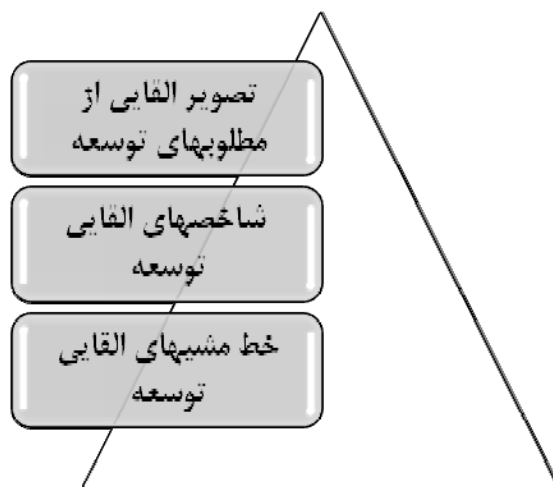 تصویر القایی از
مطلوبهای توسعه
شاخصهای القایی
توسعه
خط مشیهای القایی
توسعه